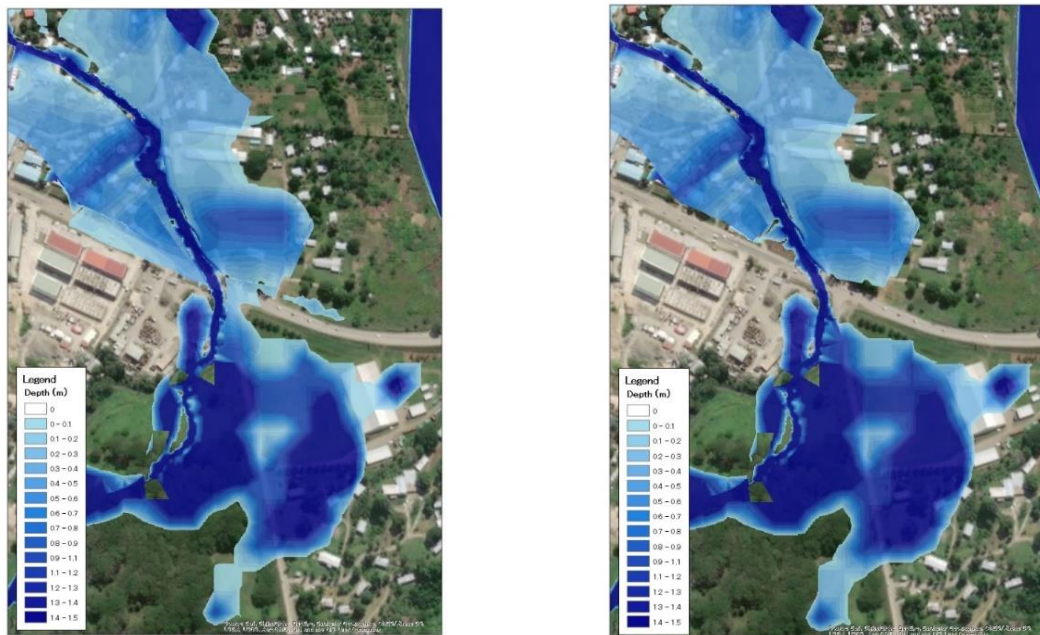 Legend
Depth (m)
0
0 - 0.1
0.1 - 0.2
0.2 - 0.3
0.3 - 0.4
0.4 - 0.5
0.5 - 0.6
0.6 - 0.7
0.7 - 0.8
0.8 - 0.9
0.9 - 1.1
1.1 - 1.2
1.2 - 1.3
1.3 - 1.4
1.4 - 1.5
Legend
Depth (m)
0
0 - 0.1
0.1 - 0.2
0.2 - 0.3
0.3 - 0.4
0.4 - 0.5
0.5 - 0.6
0.6 - 0.7
0.7 - 0.8
0.8 - 0.9
0.9 - 1.1
1.1 - 1.2
1.2 - 1.3
1.3 - 1.4
1.4 - 1.5